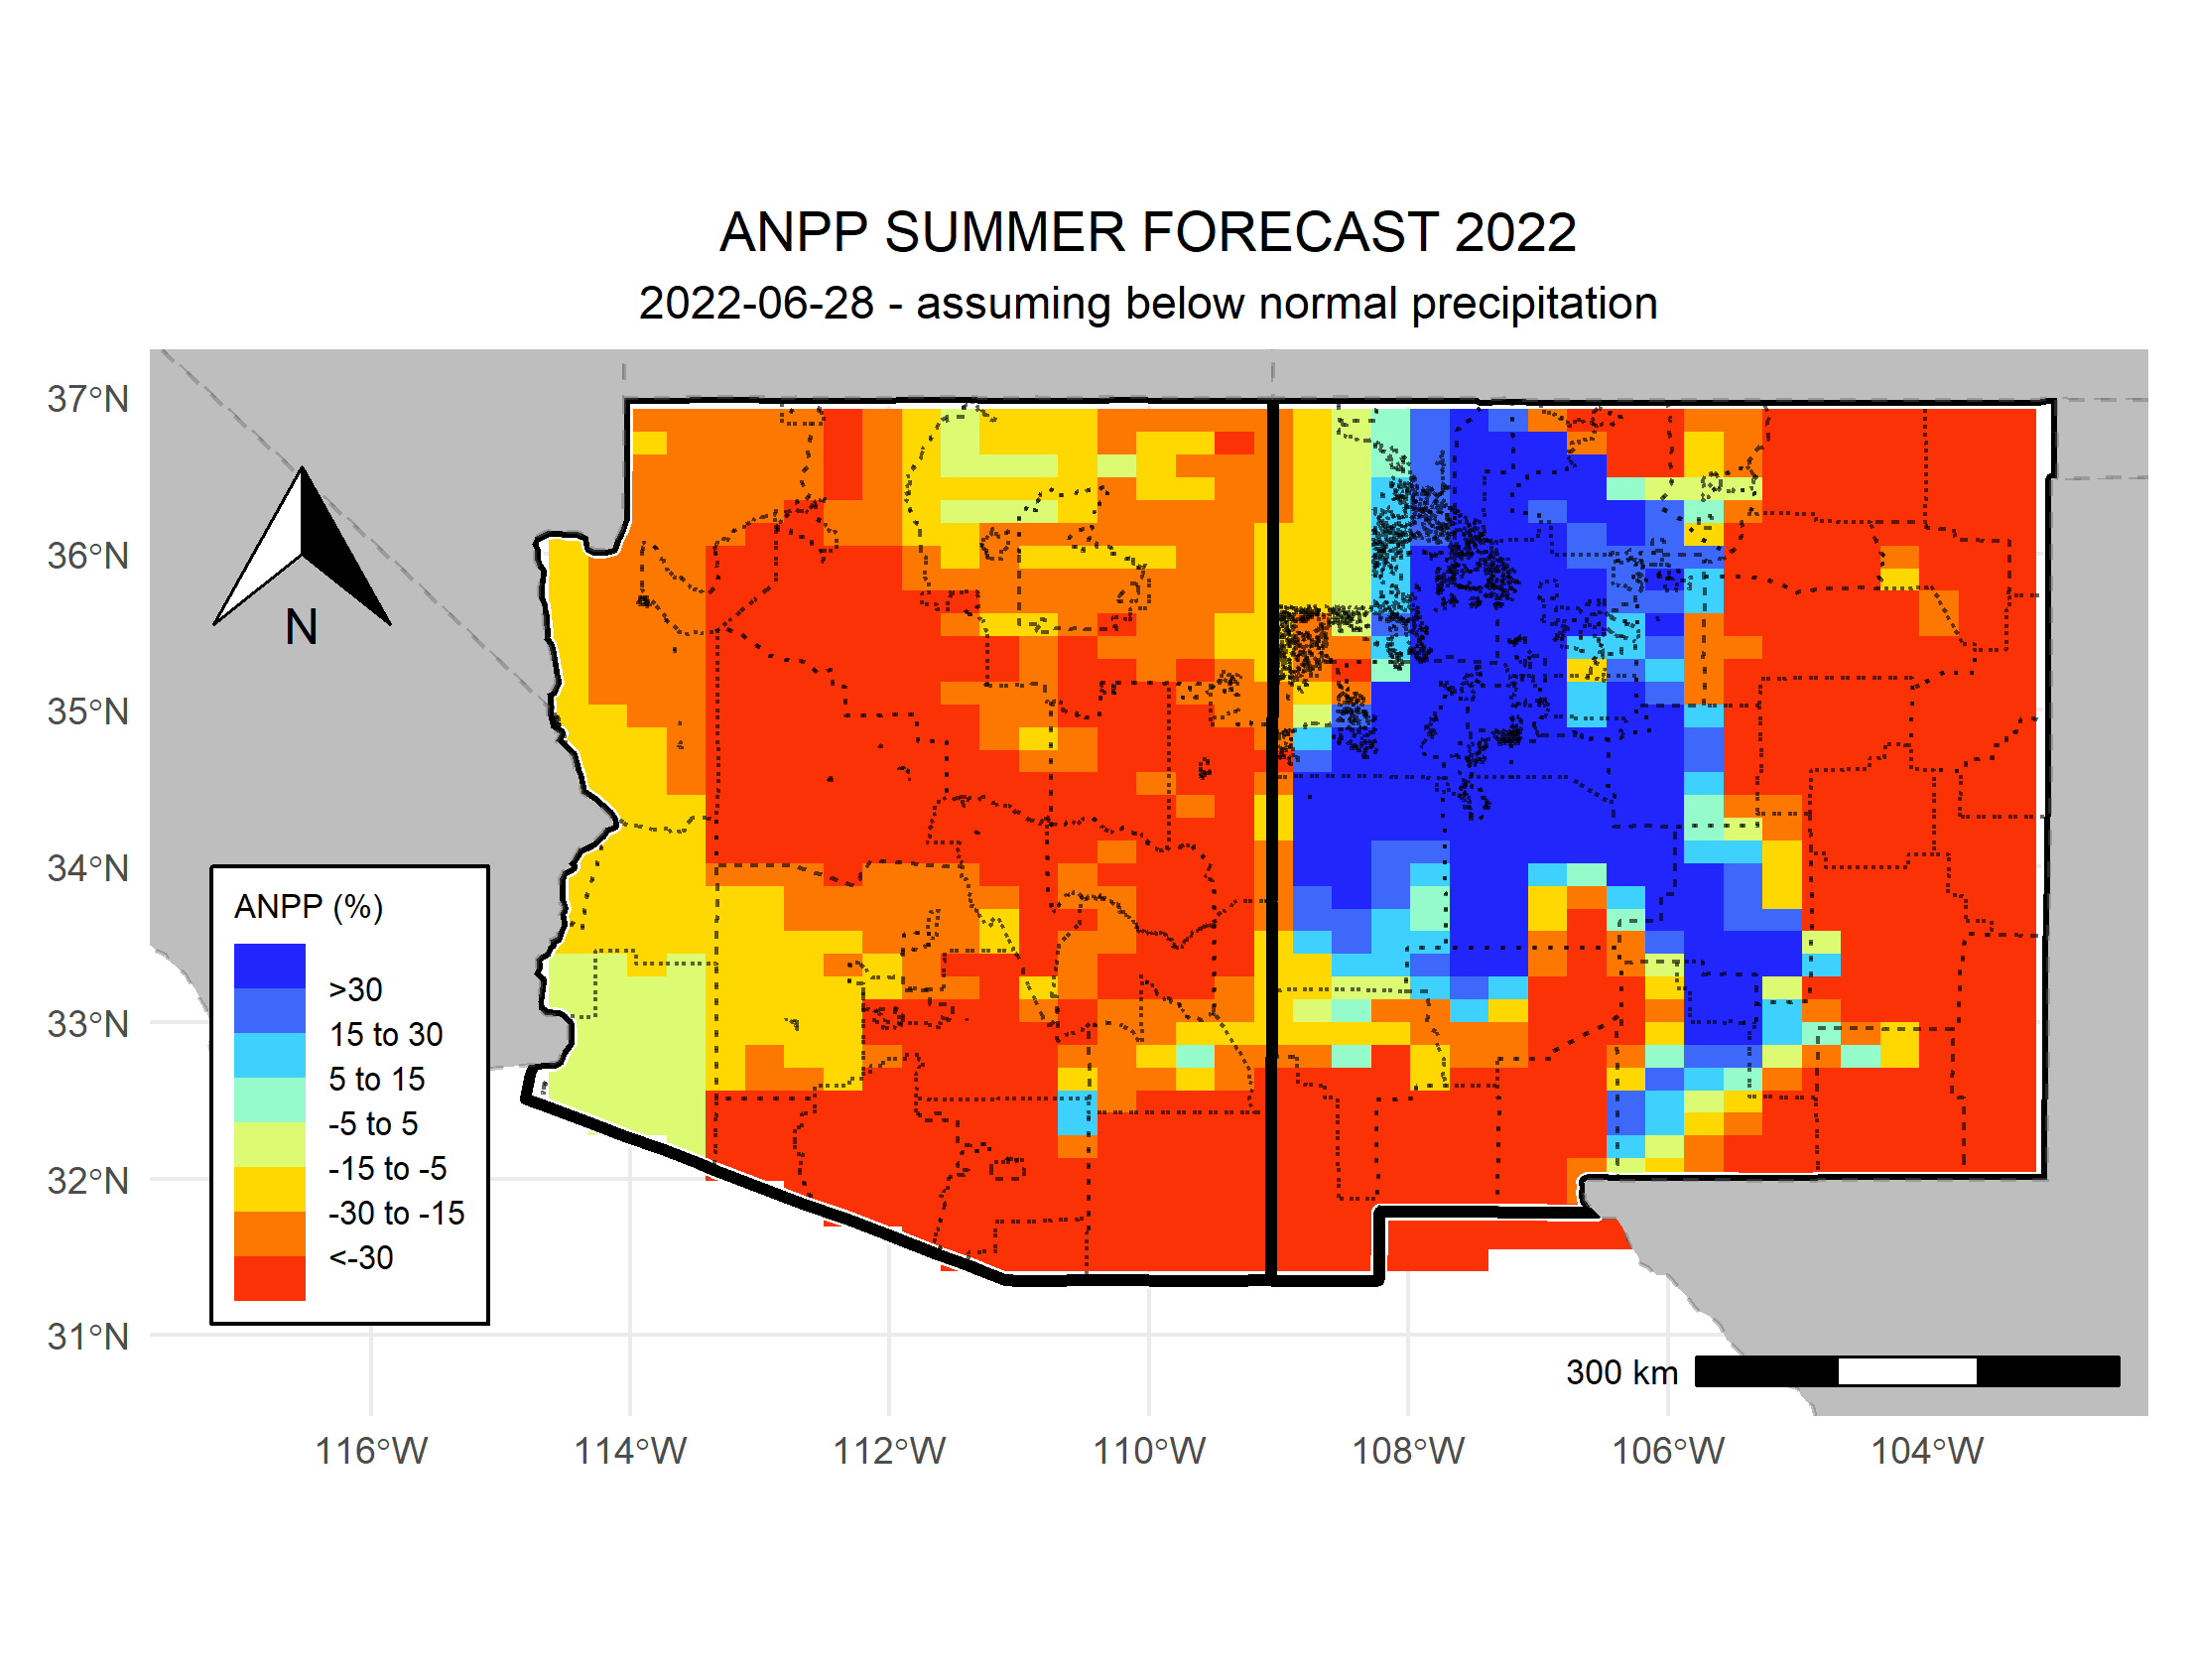 ANPP SUMMER FORECAST 2022
2022-06-28 - assuming below normal precipitation
37°N
36°N
35°N
34°N
33°N
32°N
31°N
N
ANPP (%)
>30
15 to 30
5 to 15
-5 to 5
-15 to -5
-30 to -15
<-30
300 km
116°W
114°W
112°W
110°W
108°W
106°W
104°W